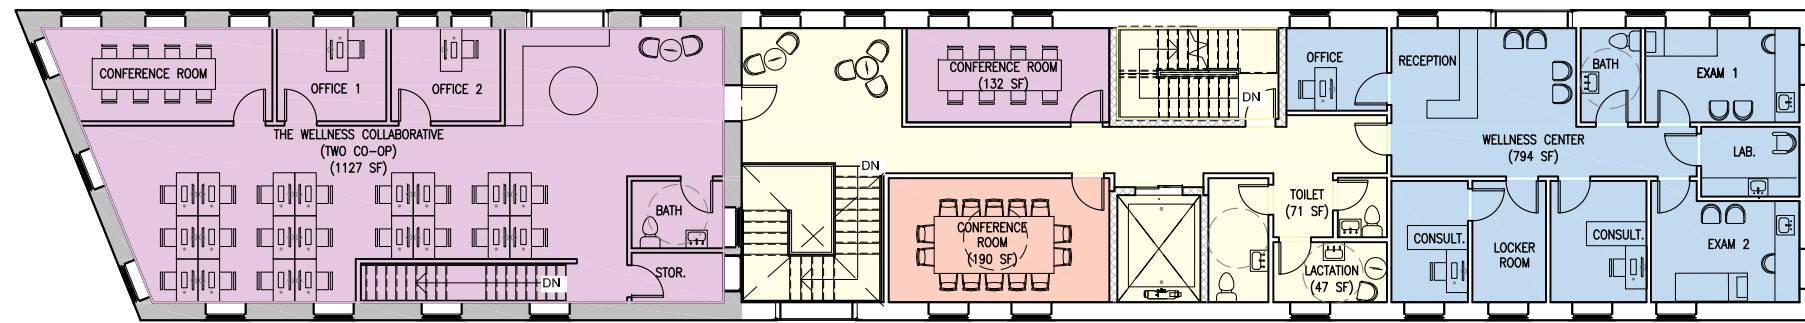 CONFERENCE ROOM
OFFICE 1
OFFICE 2
THE WELLNESS COLLABORATIVE
(TWO CO-OP)
(1127 SF)
BATH
STOR.
DN
CONFERENCE ROOM
(132 SF)
DN
DN
CONFERENCE
ROOM
(190 SF)
TOILET
(71 SF)
LACTATION
(47 SF)
OFFICE
RECEPTION
BATH
EXAM 1
WELLNESS CENTER
(794 SF)
LAB.
CONSULT.
LOCKER
ROOM
CONSULT.
EXAM 2